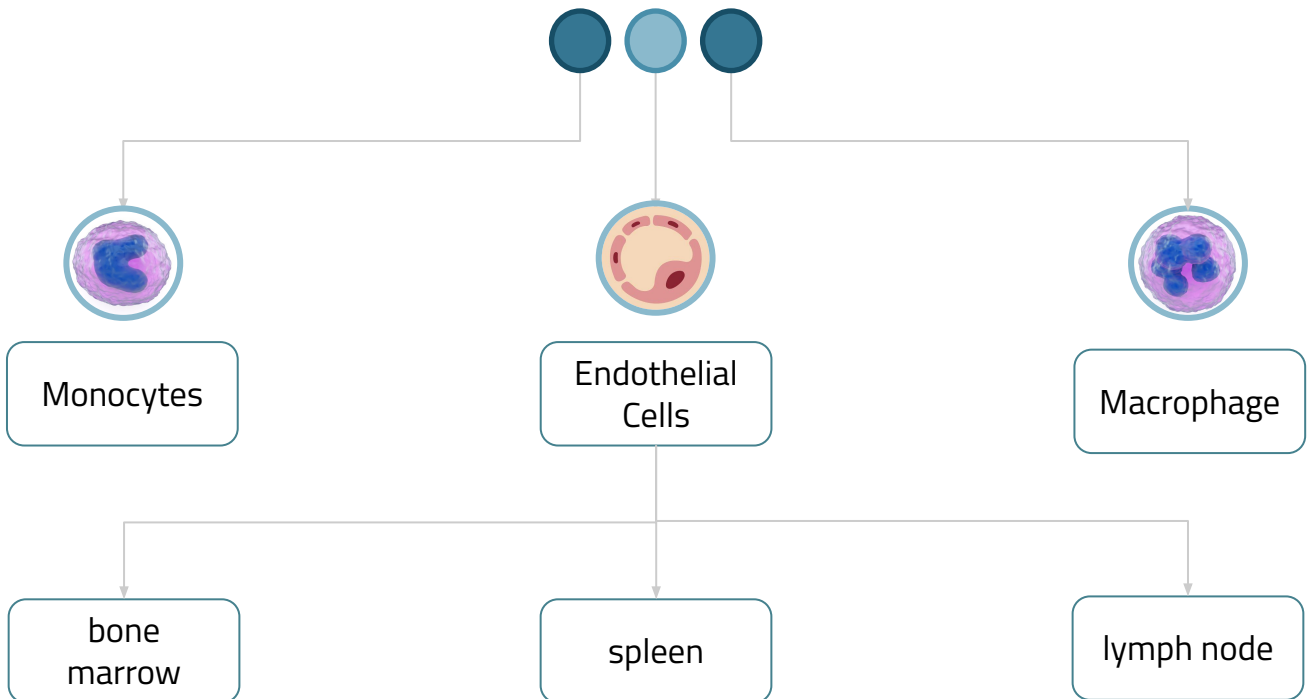 Monocytes
Endothelial
Cells
Macrophage
bone
marrow
spleen
lymph node